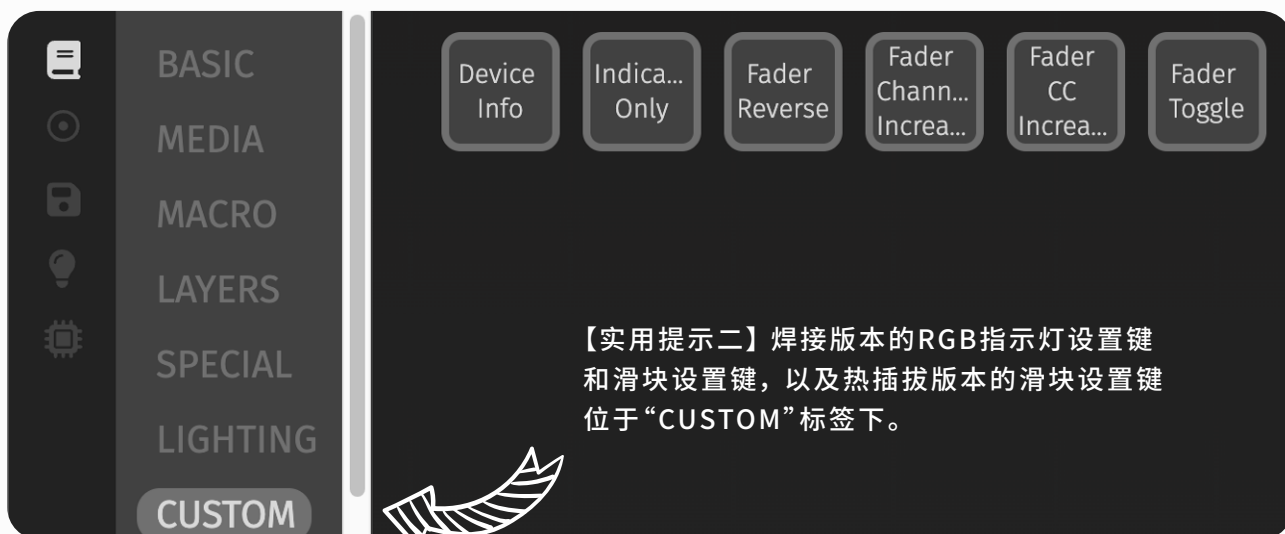 BASIC
MEDIA
MACRO
LAYERS
SPECIAL
LIGHTING
CUSTOM
Device
Info
Indica...
Only
Fader
Reverse
Fader
Chann...
Increa...
Fader
CC
Increa...
Fader
Toggle
【实用提示二】焊接版本的RGB指示灯设置键
和滑块设置键，以及热插拔版本的滑块设置键
位于“CUSTOM”标签下。